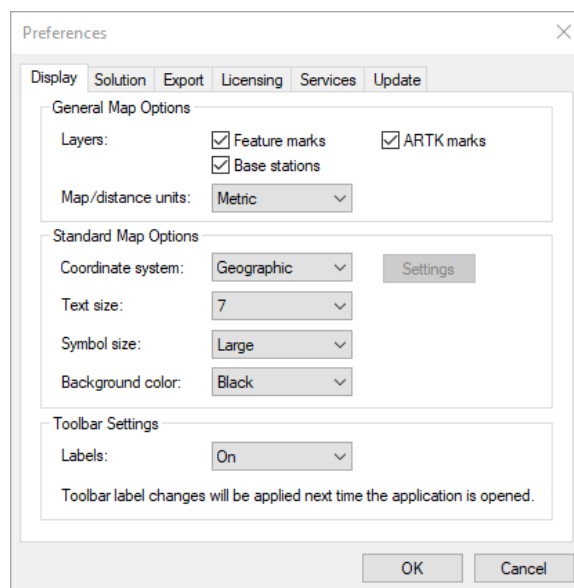 Preferences
Display Solution Export Licensing Services Update
General Map Options
Layers: Feature marks ARTK marks
Base stations
Map/distance units: Metric
Standard Map Options
Coordinate system: Geographic Settings
Text size: 7
Symbol size: Large
Background color: Black
Toolbar Settings
Labels: On
Toolbar label changes will be applied next time the application is opened.
OK Cancel